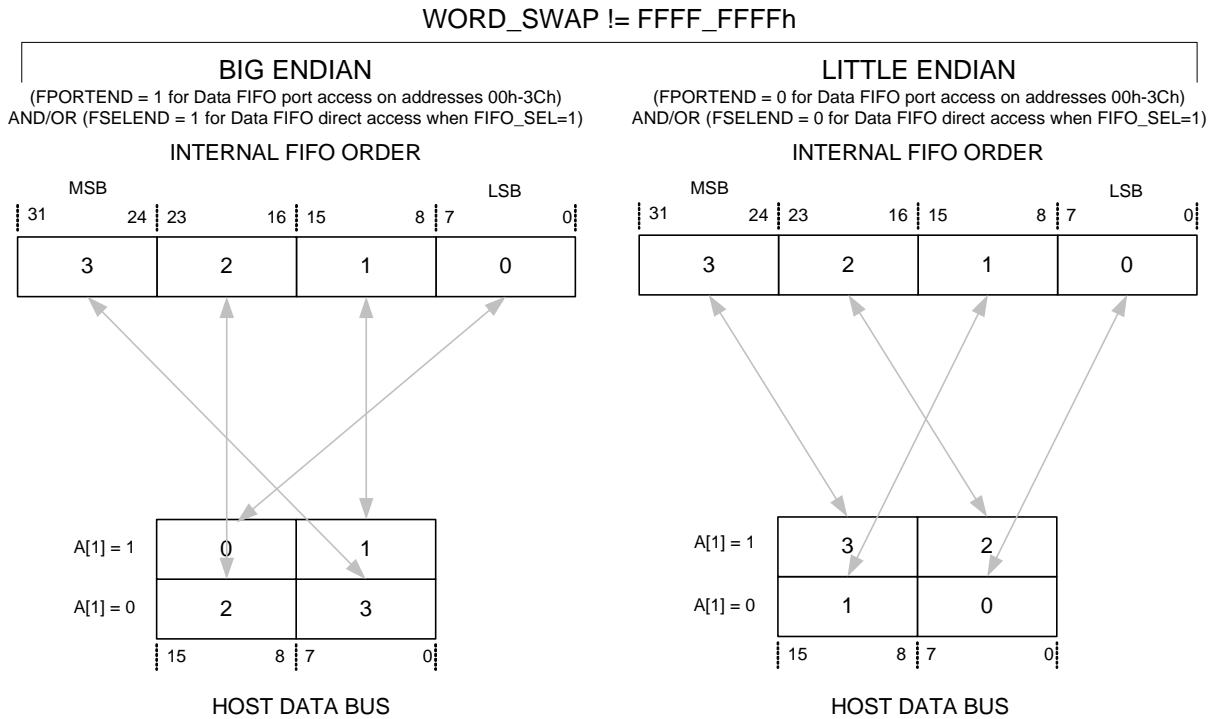 WORD_SWAP != FFFF_FFFFh
BIG ENDIAN
(FPORTEND = 1 for Data FIFO port access on addresses 00h-3Ch)
AND/OR (FSELEND = 1 for Data FIFO direct access when FIFO_SEL=1)
INTERNAL FIFO ORDER
MSB LSB
31 24 23 16 15 8 7 0
3 2 1 0
A[1] = 1 0 1
A[1] = 0 2 3
15 8 7 0
HOST DATA BUS
LITTLE ENDIAN
(FPORTEND = 0 for Data FIFO port access on addresses 00h-3Ch)
AND/OR (FSELEND = 0 for Data FIFO direct access when FIFO_SEL=1)
INTERNAL FIFO ORDER
MSB LSB
31 24 23 16 15 8 7 0
3 2 1 0
A[1] = 1 3 2
A[1] = 0 1 0
15 8 7 0
HOST DATA BUS